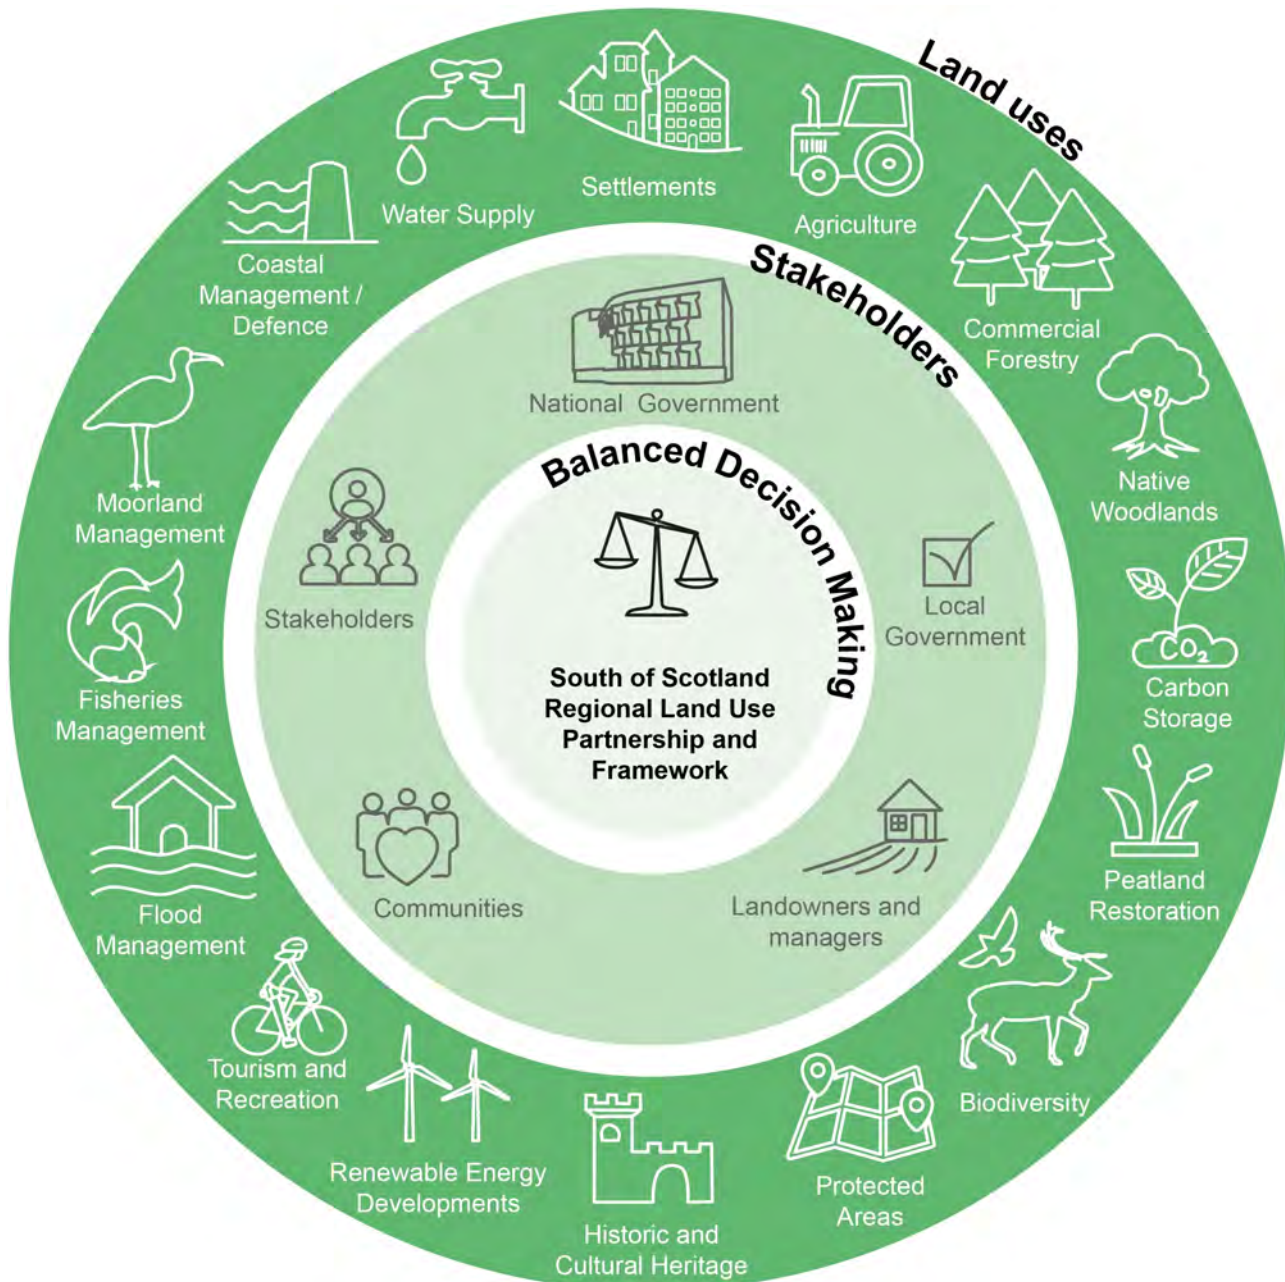 Land uses
Settlements
Agriculture
Commercial
Forestry
Native
Woodlands
CO₂
Carbon
Storage
Peatland
Restoration
Biodiversity
Protected
Areas
Historic and
Cultural Heritage
Renewable Energy
Developments
Tourism and
Recreation
Flood
Management
Fisheries
Management
Moorland
Management
Coastal
Management /
Defence
Water Supply
Stakeholders
National Government
Local
Government
Landowners and
managers
Communities
Stakeholders
Balanced Decision Making
South of Scotland
Regional Land Use
Partnership and
Framework